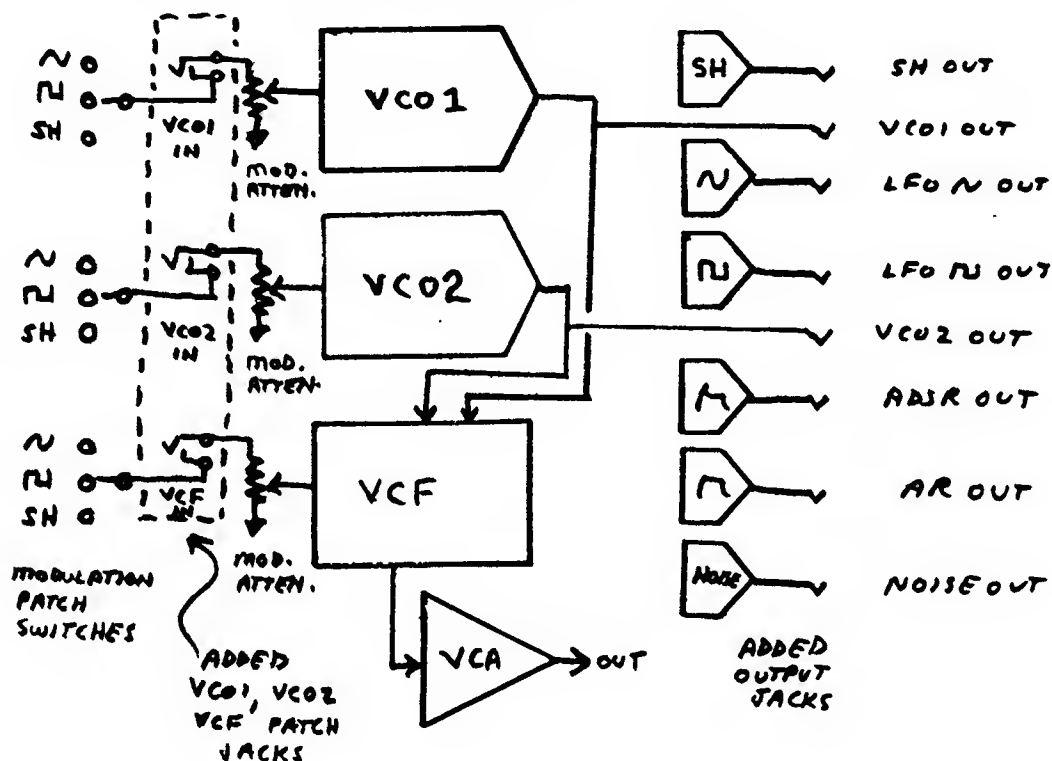 SH
VCO1 IN
MOD. ATTEN.
VCO1
SH
VCO2 IN
MOD. ATTEN.
VCO2
SH
VCF IN
MOD. ATTEN.
VCF
VCA
OUT
MODULATION
PATCH
SWITCHES
ADDED
VCO1, VCO2
VCF PATCH
JACKS
SH
SH OUT
VCO1 OUT
LFO OUT
LFO OUT
VCO2 OUT
ADSR OUT
AR OUT
NOISE
NOISE OUT
ADDED
OUTPUT
JACKS